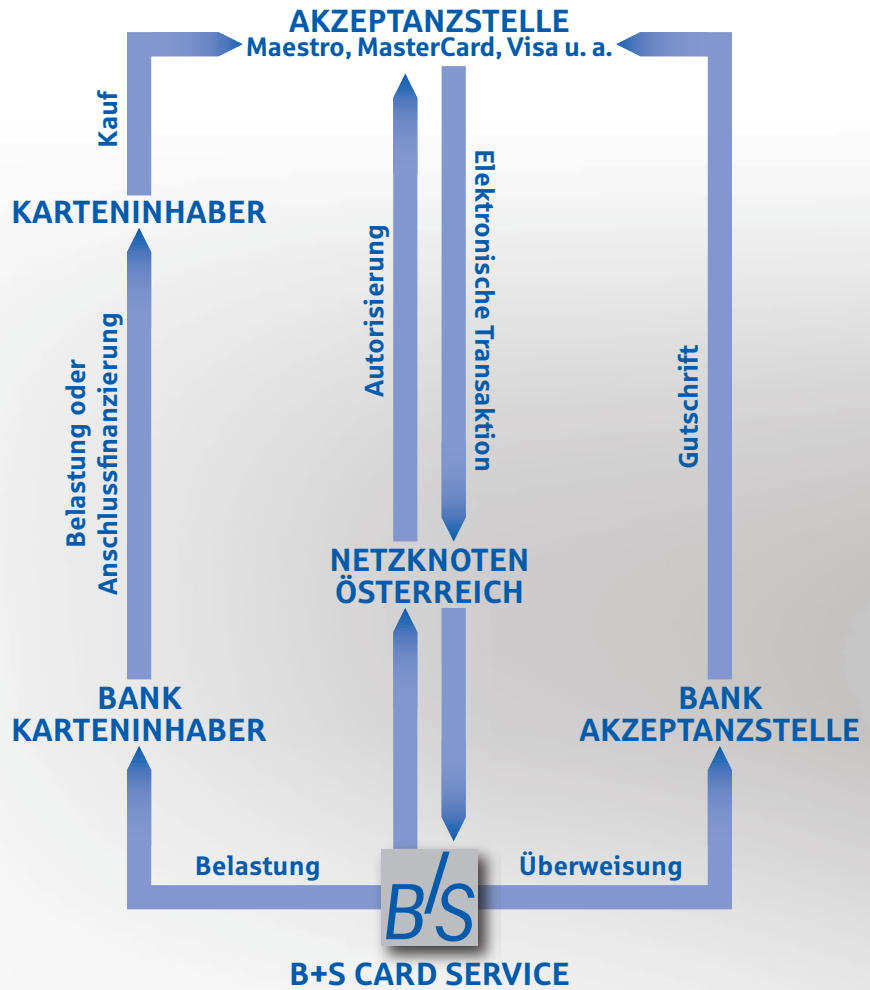 AKZEPTANZSTELLE
Maestro, MasterCard, Visa u. a.
Kauf
KARTENINHABER
Autorisierung
Elektronische Transaktion
Gutschrift
Belastung oder
Anschlussfinanzierung
NETZKNOTEN
ÖSTERREICH
BANK
KARTENINHABER
BANK
AKZEPTANZSTELLE
Belastung
Überweisung
B/S
B+S CARD SERVICE